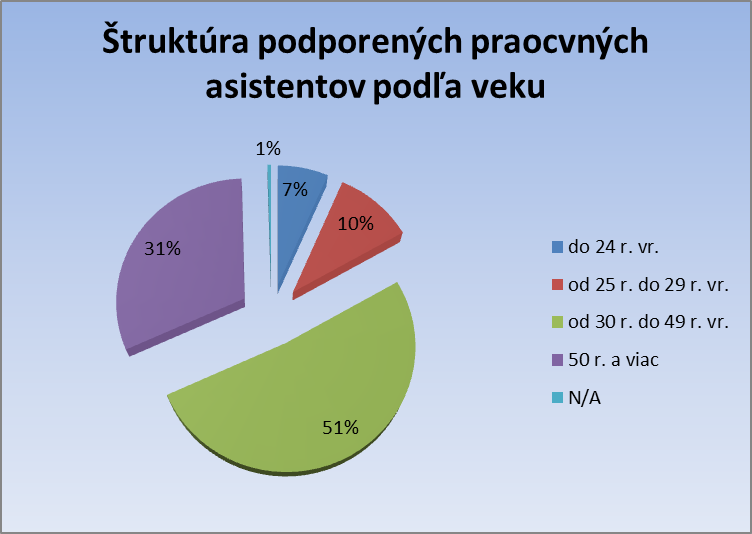 Štruktúra podporených praocvných
asistentov podľa veku
1%
7%
10%
31%
51%
do 24 r. vr.
od 25 r. do 29 r. vr.
od 30 r. do 49 r. vr.
50 r. a viac
N/A